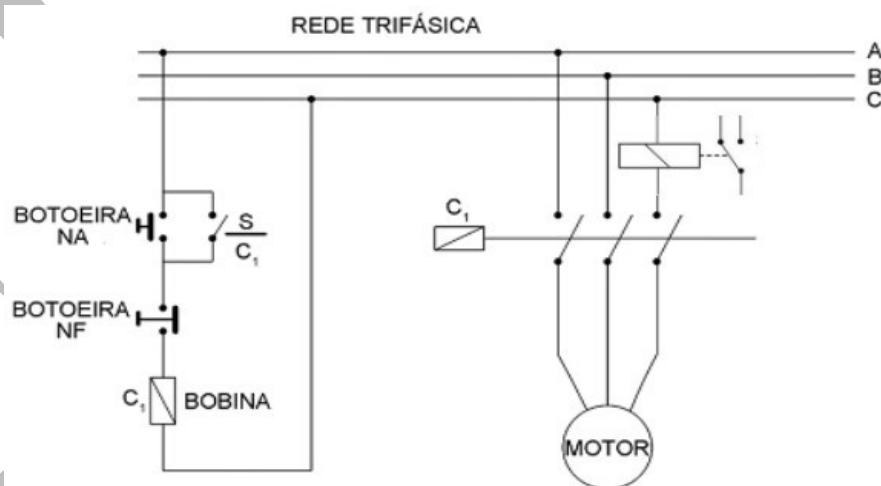 REDE TRIFÁSICA
A
B
C
BOTOEIRA
NA
S
C₁
C₁
BOTOEIRA
NF
C₁
BOBINA
MOTOR